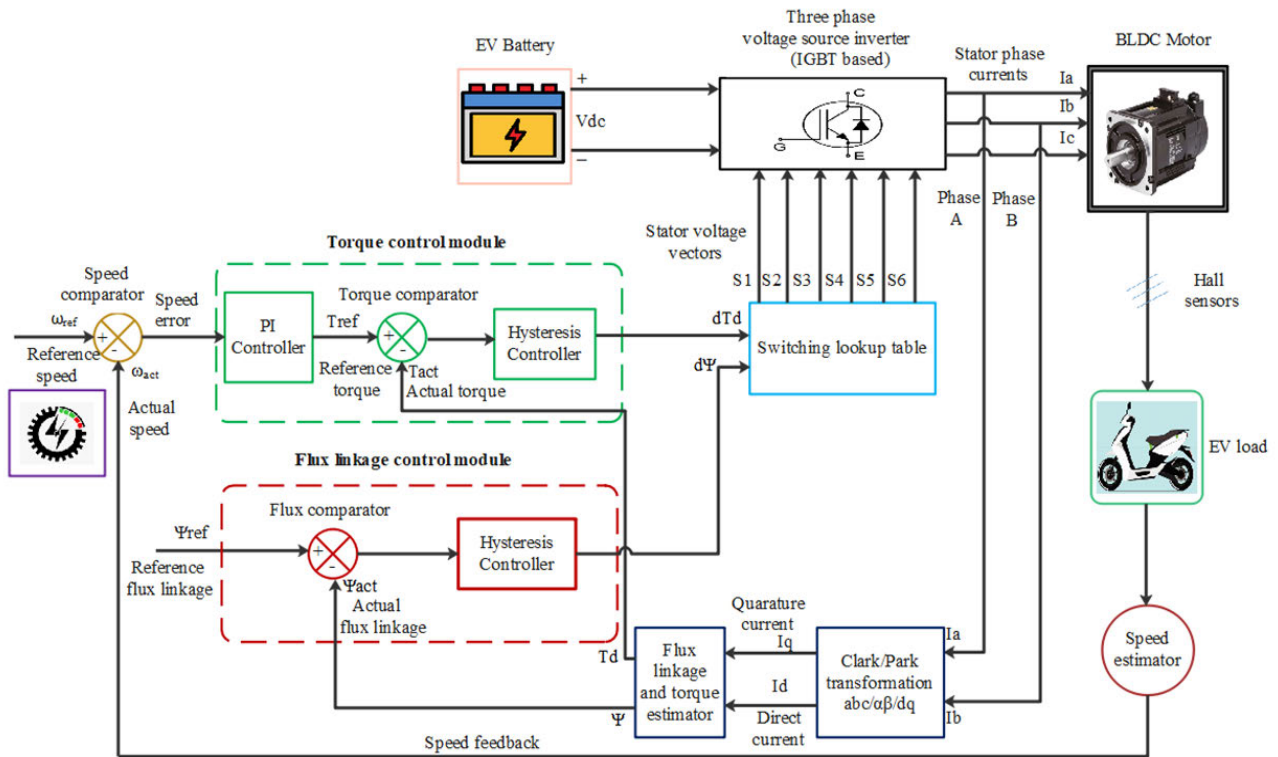 Three phase
voltage source inverter
(IGBT based)
EV Battery
BLDC Motor
Stator phase
currents
Ia
Ib
Ic
+
Vdc
−
C
G
E
Phase
A
Phase
B
Stator voltage
vectors
S1
S2
S3
S4
S5
S6
Hall
sensors
Torque control module
Speed
comparator
Speed
error
ωref
+
-
Reference
speed
ωact
Actual
speed
PI
Controller
Tref
Torque comparator
+
-
Reference
torque
Tact
Actual torque
Hysteresis
Controller
dTd
dΨ
Switching lookup table
EV load
Flux linkage control module
Flux comparator
Ψref
+
-
Reference
flux linkage
Ψact
Actual
flux linkage
Hysteresis
Controller
Quarature
current
Iq
Td
Ψ
Flux
linkage
and torque
estimator
Id
Direct
current
Clark/Park
transformation
abc/αβ/dq
Ia
Ib
Speed
estimator
Speed feedback